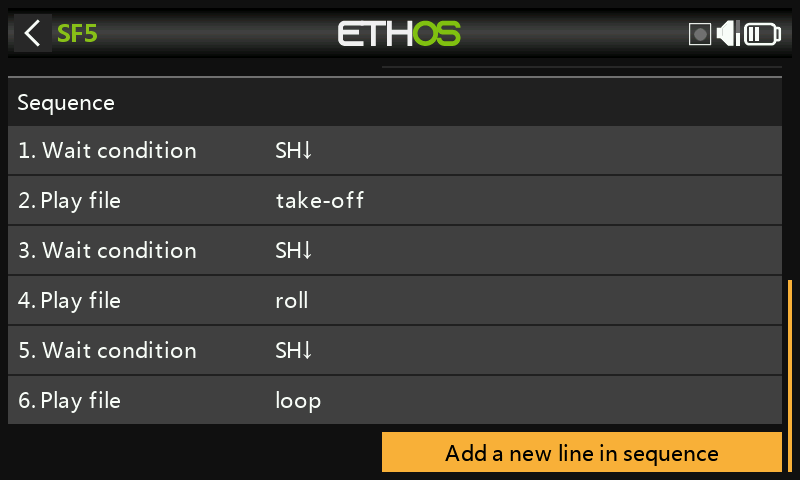 SF5
ETHOS
Sequence
1. Wait condition SH↓
2. Play file take-off
3. Wait condition SH↓
4. Play file roll
5. Wait condition SH↓
6. Play file loop
Add a new line in sequence